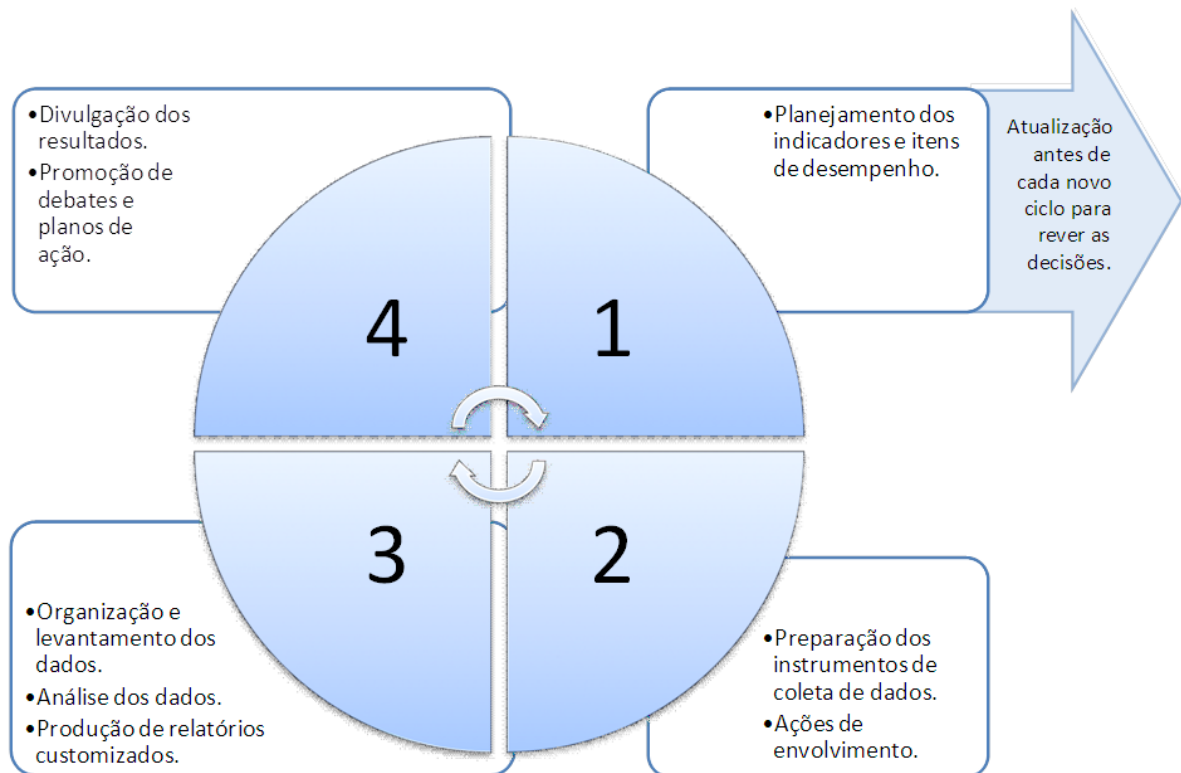 •Divulgação dos
resultados.
•Promoção de
debates e
planos de
ação.
4
•Planejamento dos
indicadores e itens
de desempenho.
1
Atualização
antes de
cada novo
ciclo para
rever as
decisões.
3
•Organização e
levantamento dos
dados.
•Análise dos dados.
•Produção de relatórios
customizados.
2
•Preparação dos
instrumentos de
coleta de dados.
•Ações de
envolvimento.